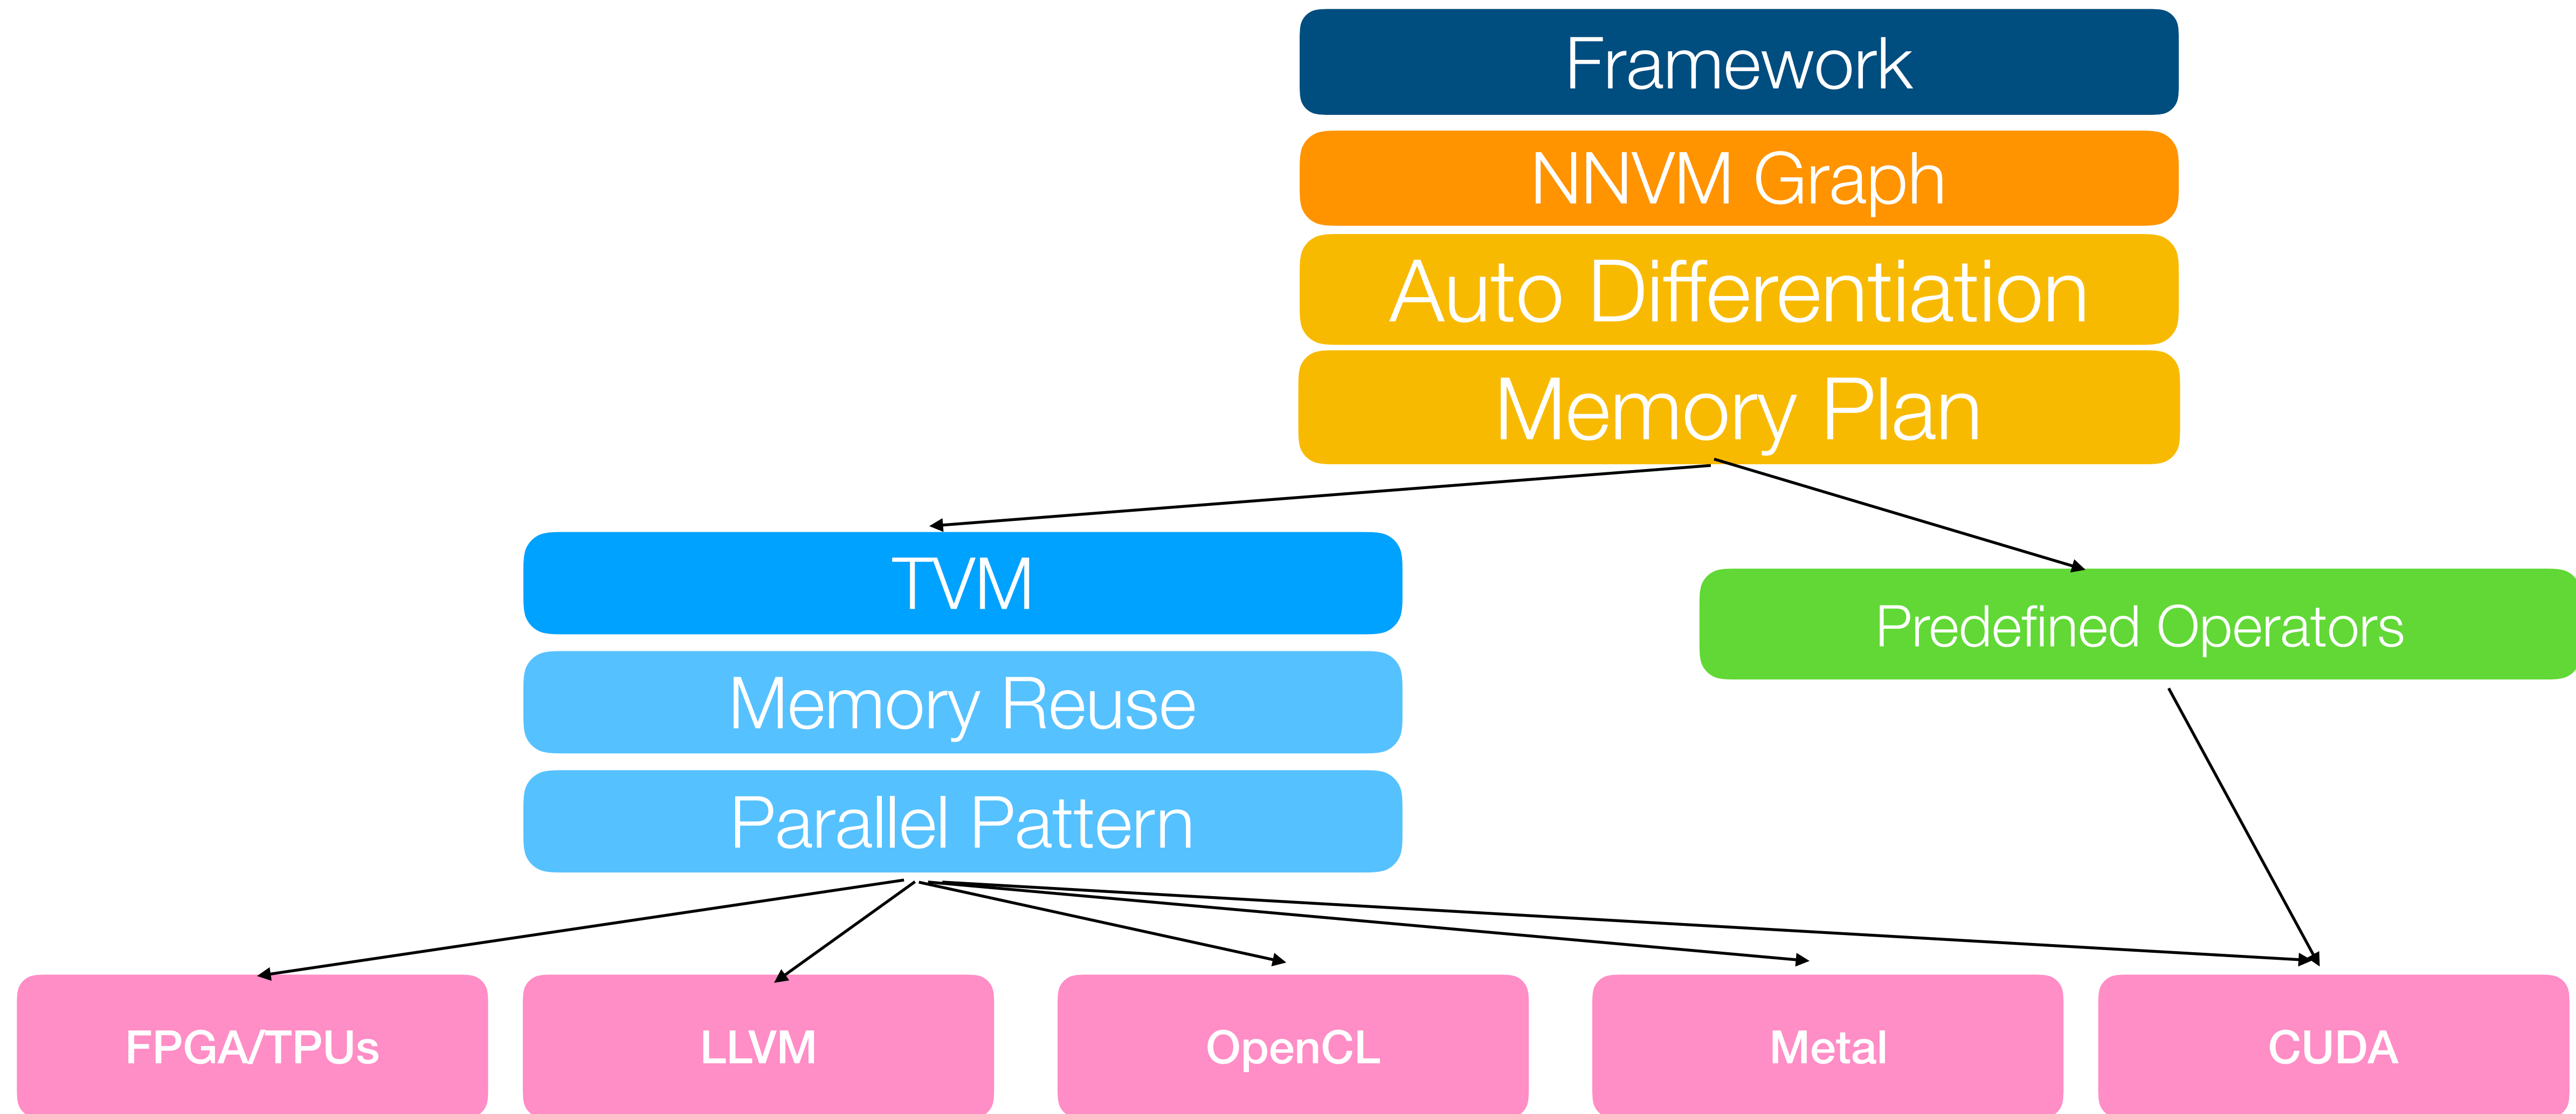 Framework
NNVM Graph
Auto Differentiation
Memory Plan
TVM
Predefined Operators
Memory Reuse
Parallel Pattern
FPGA/TPUs
LLVM
OpenCL
Metal
CUDA